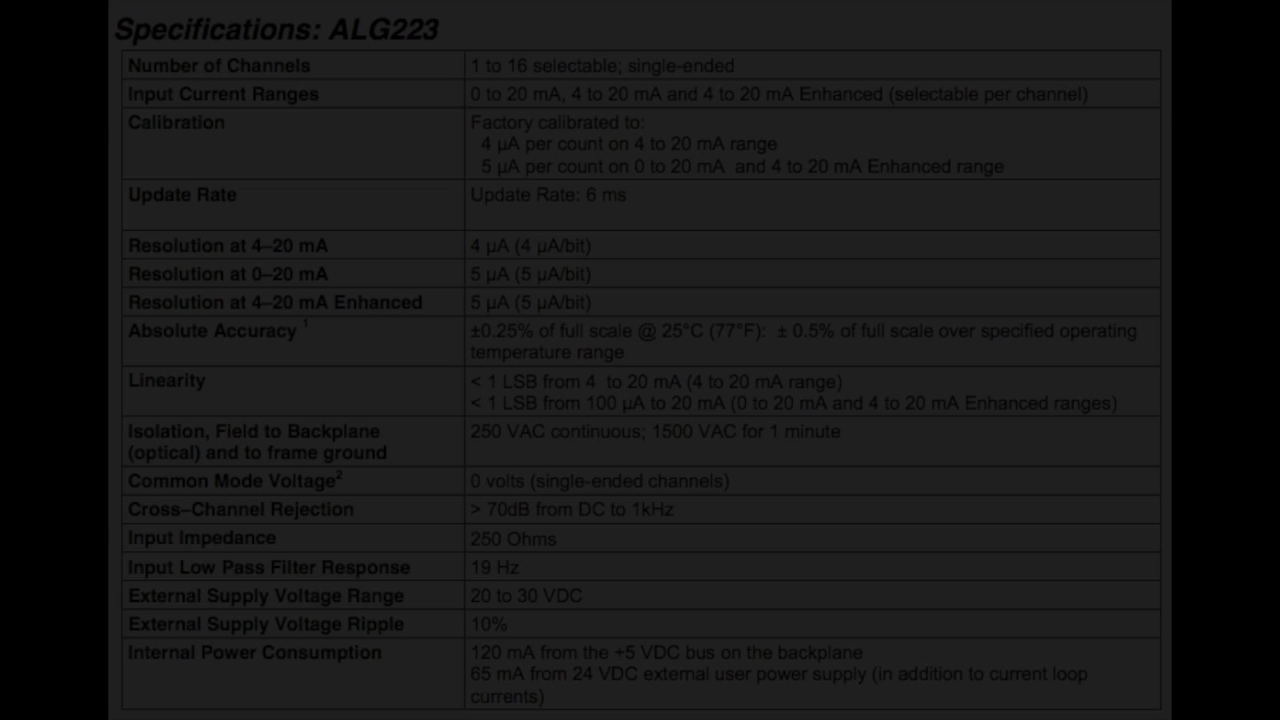 Specifications: ALG223
Number of Channels
1 to 16 selectable; single-ended
Input Current Ranges
0 to 20 mA, 4 to 20 mA and 4 to 20 mA Enhanced (selectable per channel)
Calibration
Factory calibrated to:
4 µA per count on 4 to 20 mA range
5 µA per count on 0 to 20 mA and 4 to 20 mA Enhanced range
Update Rate
Update Rate: 6 ms
Resolution at 4–20 mA
4 µA (4 µA/bit)
Resolution at 0–20 mA
5 µA (5 µA/bit)
Resolution at 4–20 mA Enhanced
5 µA (5 µA/bit)
Absolute Accuracy 1
±0.25% of full scale @ 25°C (77°F): ± 0.5% of full scale over specified operating
temperature range
Linearity
< 1 LSB from 4 to 20 mA (4 to 20 mA range)
< 1 LSB from 100 µA to 20 mA (0 to 20 mA and 4 to 20 mA Enhanced ranges)
Isolation, Field to Backplane
(optical) and to frame ground
250 VAC continuous; 1500 VAC for 1 minute
Common Mode Voltage2
0 volts (single-ended channels)
Cross–Channel Rejection
> 70dB from DC to 1kHz
Input Impedance
250 Ohms
Input Low Pass Filter Response
19 Hz
External Supply Voltage Range
20 to 30 VDC
External Supply Voltage Ripple
10%
Internal Power Consumption
120 mA from the +5 VDC bus on the backplane
65 mA from 24 VDC external user power supply (in addition to current loop
currents)